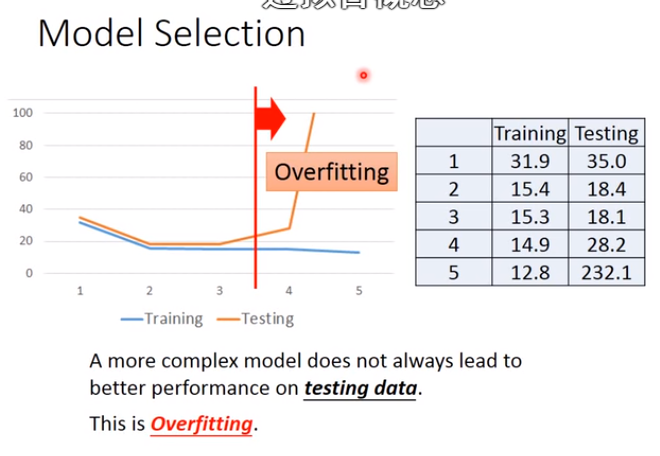 Model Selection
100
80
60
40
20
0
1 2 3 4 5
Overfitting
Training Testing
Training Testing
1 31.9 35.0
2 15.4 18.4
3 15.3 18.1
4 14.9 28.2
5 12.8 232.1
A more complex model does not always lead to
better performance on testing data.
This is Overfitting.